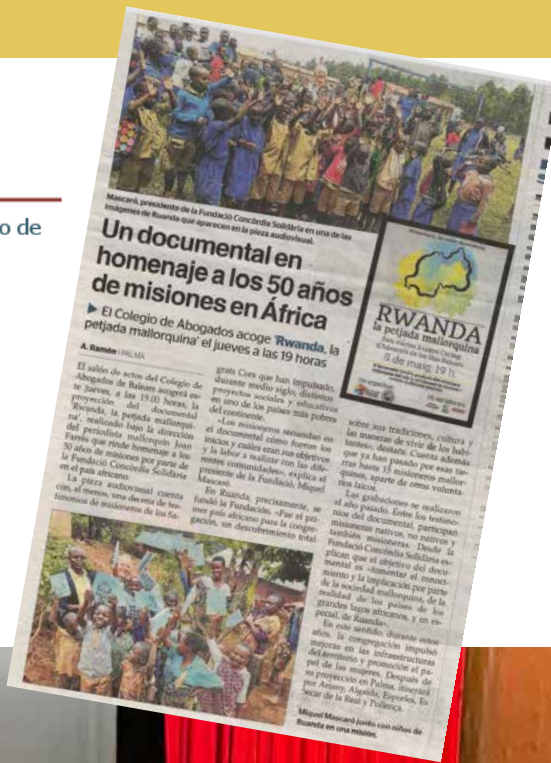 o de
Mascaró, presidente de la Fundació Concòrdia Solidària en una de las
imágenes de Ruanda que aparecen en la pieza audiovisual.
Un documental en
homenaje a los 50 años
de misiones en África
El Colegio de Abogados acoge 'Rwanda, la
petjada mallorquina' el jueves a las 19 horas
A. Ramón | PALMA
El salón de actos del Colegio de
Abogados de Balears acogerá es-
te jueves, a las 19.00 horas, la
proyección del documental
'Rwanda, la petjada mallorqui-
na', realizado bajo la dirección
del periodista mallorquín Joan
Farrés que rinde homenaje a los
50 años de misiones por parte de
la Fundació Concòrdia Solidària
en el país africano.
La pieza audiovisual cuenta
con, al menos, una decena de tes-
timonios de misioneros de los Sa-
grats Cors que han impulsado,
durante medio siglo, distintos
proyectos sociales y educativos
en uno de los países más pobres
del continente.
«Los misioneros recuerdan en
el documental cómo fueron los
inicios y cuáles eran sus objetivos
y la labor a realizar con las dife-
rentes comunidades», explica el
presidente de la Fundació, Miquel
Mascaró.
En Ruanda, precisamente, se
fundó la Fundación. «Fue el pri-
mer país africano para la congre-
gación, un descubrimiento total
RWANDA
la petjada mallorquina
3 de maig, 19 h.
sobre sus tradiciones, cultura y
las maneras de vivir de los habi-
tantes», destaca. Cuenta además
que ya han pasado por esas tie-
rras hasta 15 misioneros mallor-
quines, aparte de otros volunta-
rios laicos.
Las grabaciones se realizaron
el año pasado. Entre los testimo-
nios del documental, participan
misioneros nativos, no nativos y
también misioneras. Desde la
Fundació Concòrdia Solidària ex-
plican que el objetivo del docu-
mental es «fomentar el conoci-
miento y la implicación por parte
de la sociedad mallorquina, de la
realidad de los países de los
grandes lagos africanos, y en es-
pecial, de Ruanda».
En este sentido, durante estos
años, la congregación impulsó
mejoras en las infraestructuras
del territorio y promoción el pa-
pel de las mujeres. Después de
su proyección en Palma, itinerará
por Ariany, Algaida, Esporles, Es
Secar de la Real y Pollença.
Miquel Mascaró junto con niños de
Ruanda en una misión.